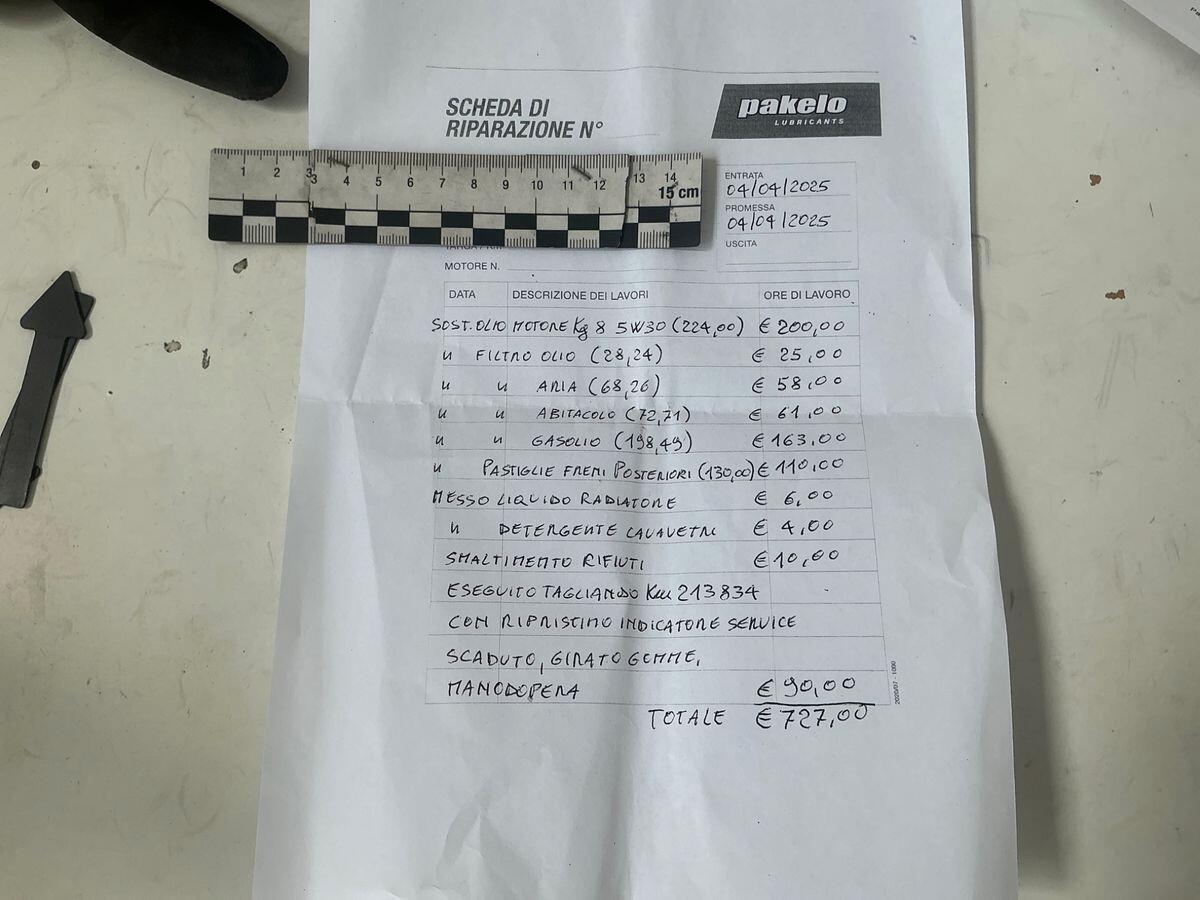 SCHEDA DI
RIPARAZIONE N°
pakelo
LUBRICANTS
1 2 3 3 4 5 6 7 8 9 10 11 12 13 14
15 cm
ENTRATA
04/04/2025
PROMESSA
04/04/2025
USCITA
MOTORE N.
DATA DESCRIZIONE DEI LAVORI ORE DI LAVORO
SOST. OLIO MOTORE Kg 8 5W30 (224,00) € 200,00
" FILTRO OLIO (28,24) € 25,00
" " ARIA (68,26) € 58,00
" " ABITACOLO (72,71) € 61,00
" " GASOLIO (198,49) € 163,00
" PASTIGLIE FRENI POSTERIORI (130,00) € 110,00
MESSO LIQUIDO RADIATORE € 6,00
" DETERGENTE LAVAVETRI € 4,00
SMALTIMENTO RIFIUTI € 10,00
ESEGUITO TAGLIANDO Km 213834
CON RIPRISTINO INDICATORE SERVICE
SCADUTO, GIRATO GOMME,
MANODOPERA € 90,00
TOTALE € 727,00